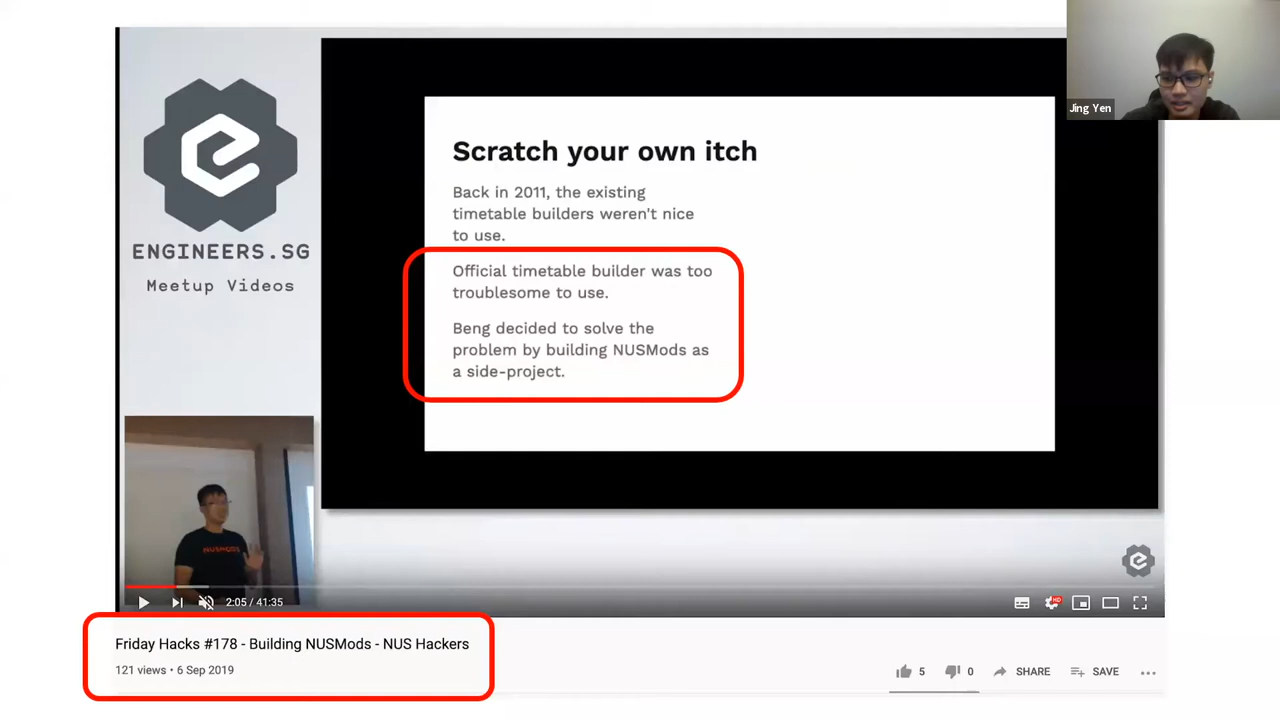 Jing Yen
ENGINEERS.SG
Meetup Videos
Scratch your own itch
Back in 2011, the existing
timetable builders weren't nice
to use.
Official timetable builder was too
troublesome to use.
Beng decided to solve the
problem by building NUSMods as
a side-project.
NUSMODS
2:05 / 41:35
HD
Friday Hacks #178 - Building NUSMods - NUS Hackers
121 views • 6 Sep 2019
5
0
SHARE
SAVE